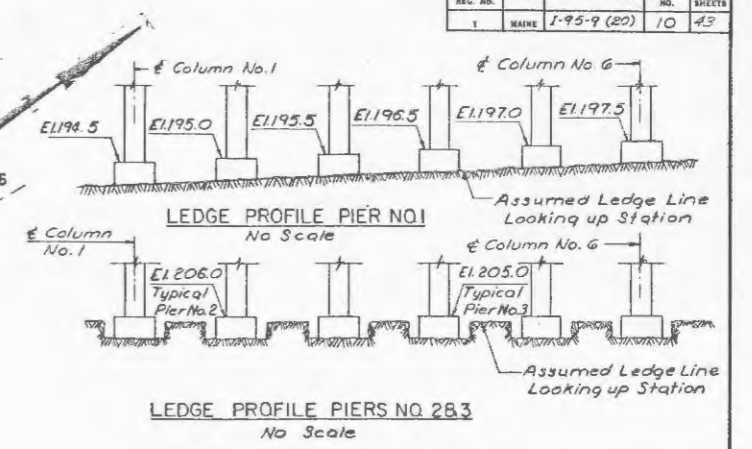 REG. NO. NO. SHEETS
1 MAINE I-95-9 (20) 10 43
℄ Column No. 1
℄ Column No. 6
El. 194.5
El. 195.0
El. 195.5
El. 196.5
El. 197.0
El. 197.5
Assumed Ledge Line
Looking up Station
LEDGE PROFILE PIER NO. 1
No Scale
℄ Column
No. 1
℄ Column No. 6
El. 206.0
Typical
Pier No. 2
El. 205.0
Typical
Pier No. 3
Assumed Ledge Line
Looking up Station
LEDGE PROFILE PIERS NO. 2&3
No Scale